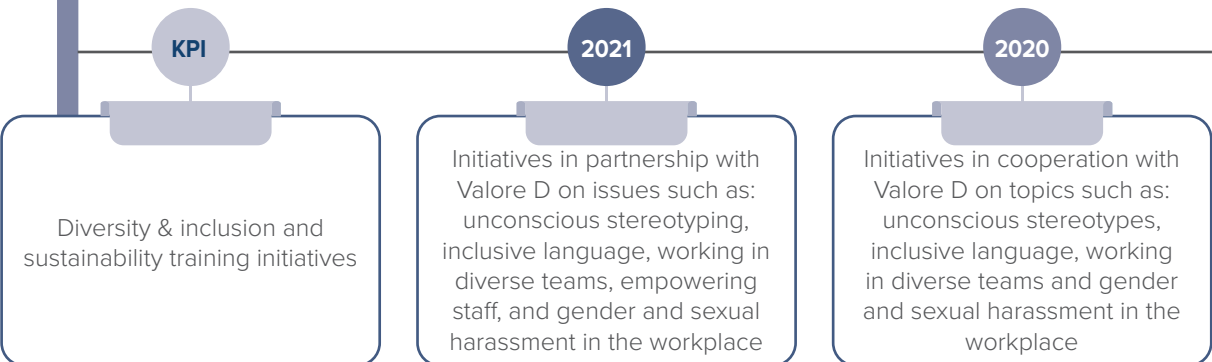 KPI
2021
2020
Diversity & inclusion and
sustainability training initiatives
Initiatives in partnership with
Valore D on issues such as:
unconscious stereotyping,
inclusive language, working in
diverse teams, empowering
staff, and gender and sexual
harassment in the workplace
Initiatives in cooperation with
Valore D on topics such as:
unconscious stereotypes,
inclusive language, working
in diverse teams and gender
and sexual harassment in the
workplace